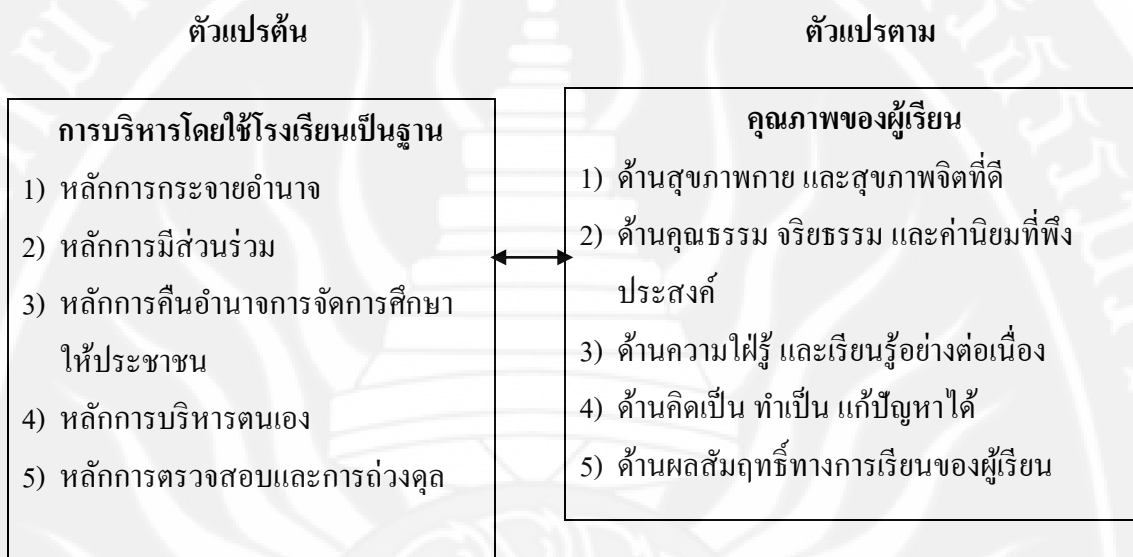 ตัวแปรต้น
ตัวแปรตาม
การบริหารโดยใช้โรงเรียนเป็นฐาน
1) หลักการกระจายอำนาจ
2) หลักการมีส่วนร่วม
3) หลักการคืนอำนาจการจัดการศึกษา
ให้ประชาชน
4) หลักการบริหารตนเอง
5) หลักการตรวจสอบและการถ่วงดุล
คุณภาพของผู้เรียน
1) ด้านสุขภาพกาย และสุขภาพจิตที่ดี
2) ด้านคุณธรรม จริยธรรม และค่านิยมที่พึง
ประสงค์
3) ด้านความใฝ่รู้ และเรียนรู้อย่างต่อเนื่อง
4) ด้านคิดเป็น ทำเป็น แก้ปัญหาได้
5) ด้านผลสัมฤทธิ์ทางการเรียนของผู้เรียน